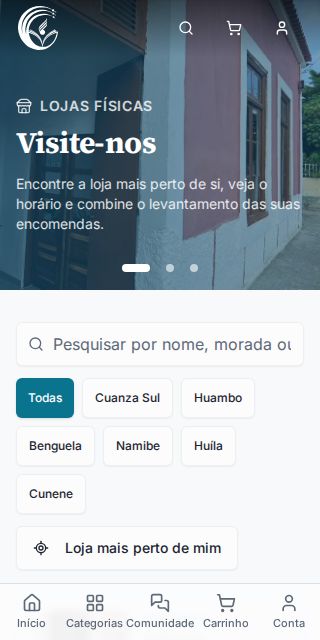 LOJAS FÍSICAS
Visite-nos
Encontre a loja mais perto de si, veja o
horário e combine o levantamento das suas
encomendas.
Pesquisar por nome, morada ou
Todas
Cuanza Sul
Huambo
Benguela
Namibe
Huíla
Cunene
Loja mais perto de mim
Início
Categorias
Comunidade
Carrinho
Conta